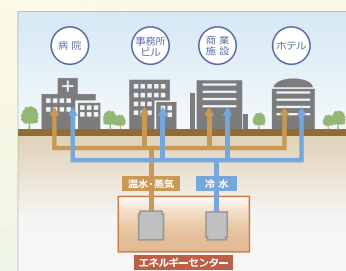 病院
事務所
ビル
商業
施設
ホテル
温水・蒸気
冷水
エネルギーセンター